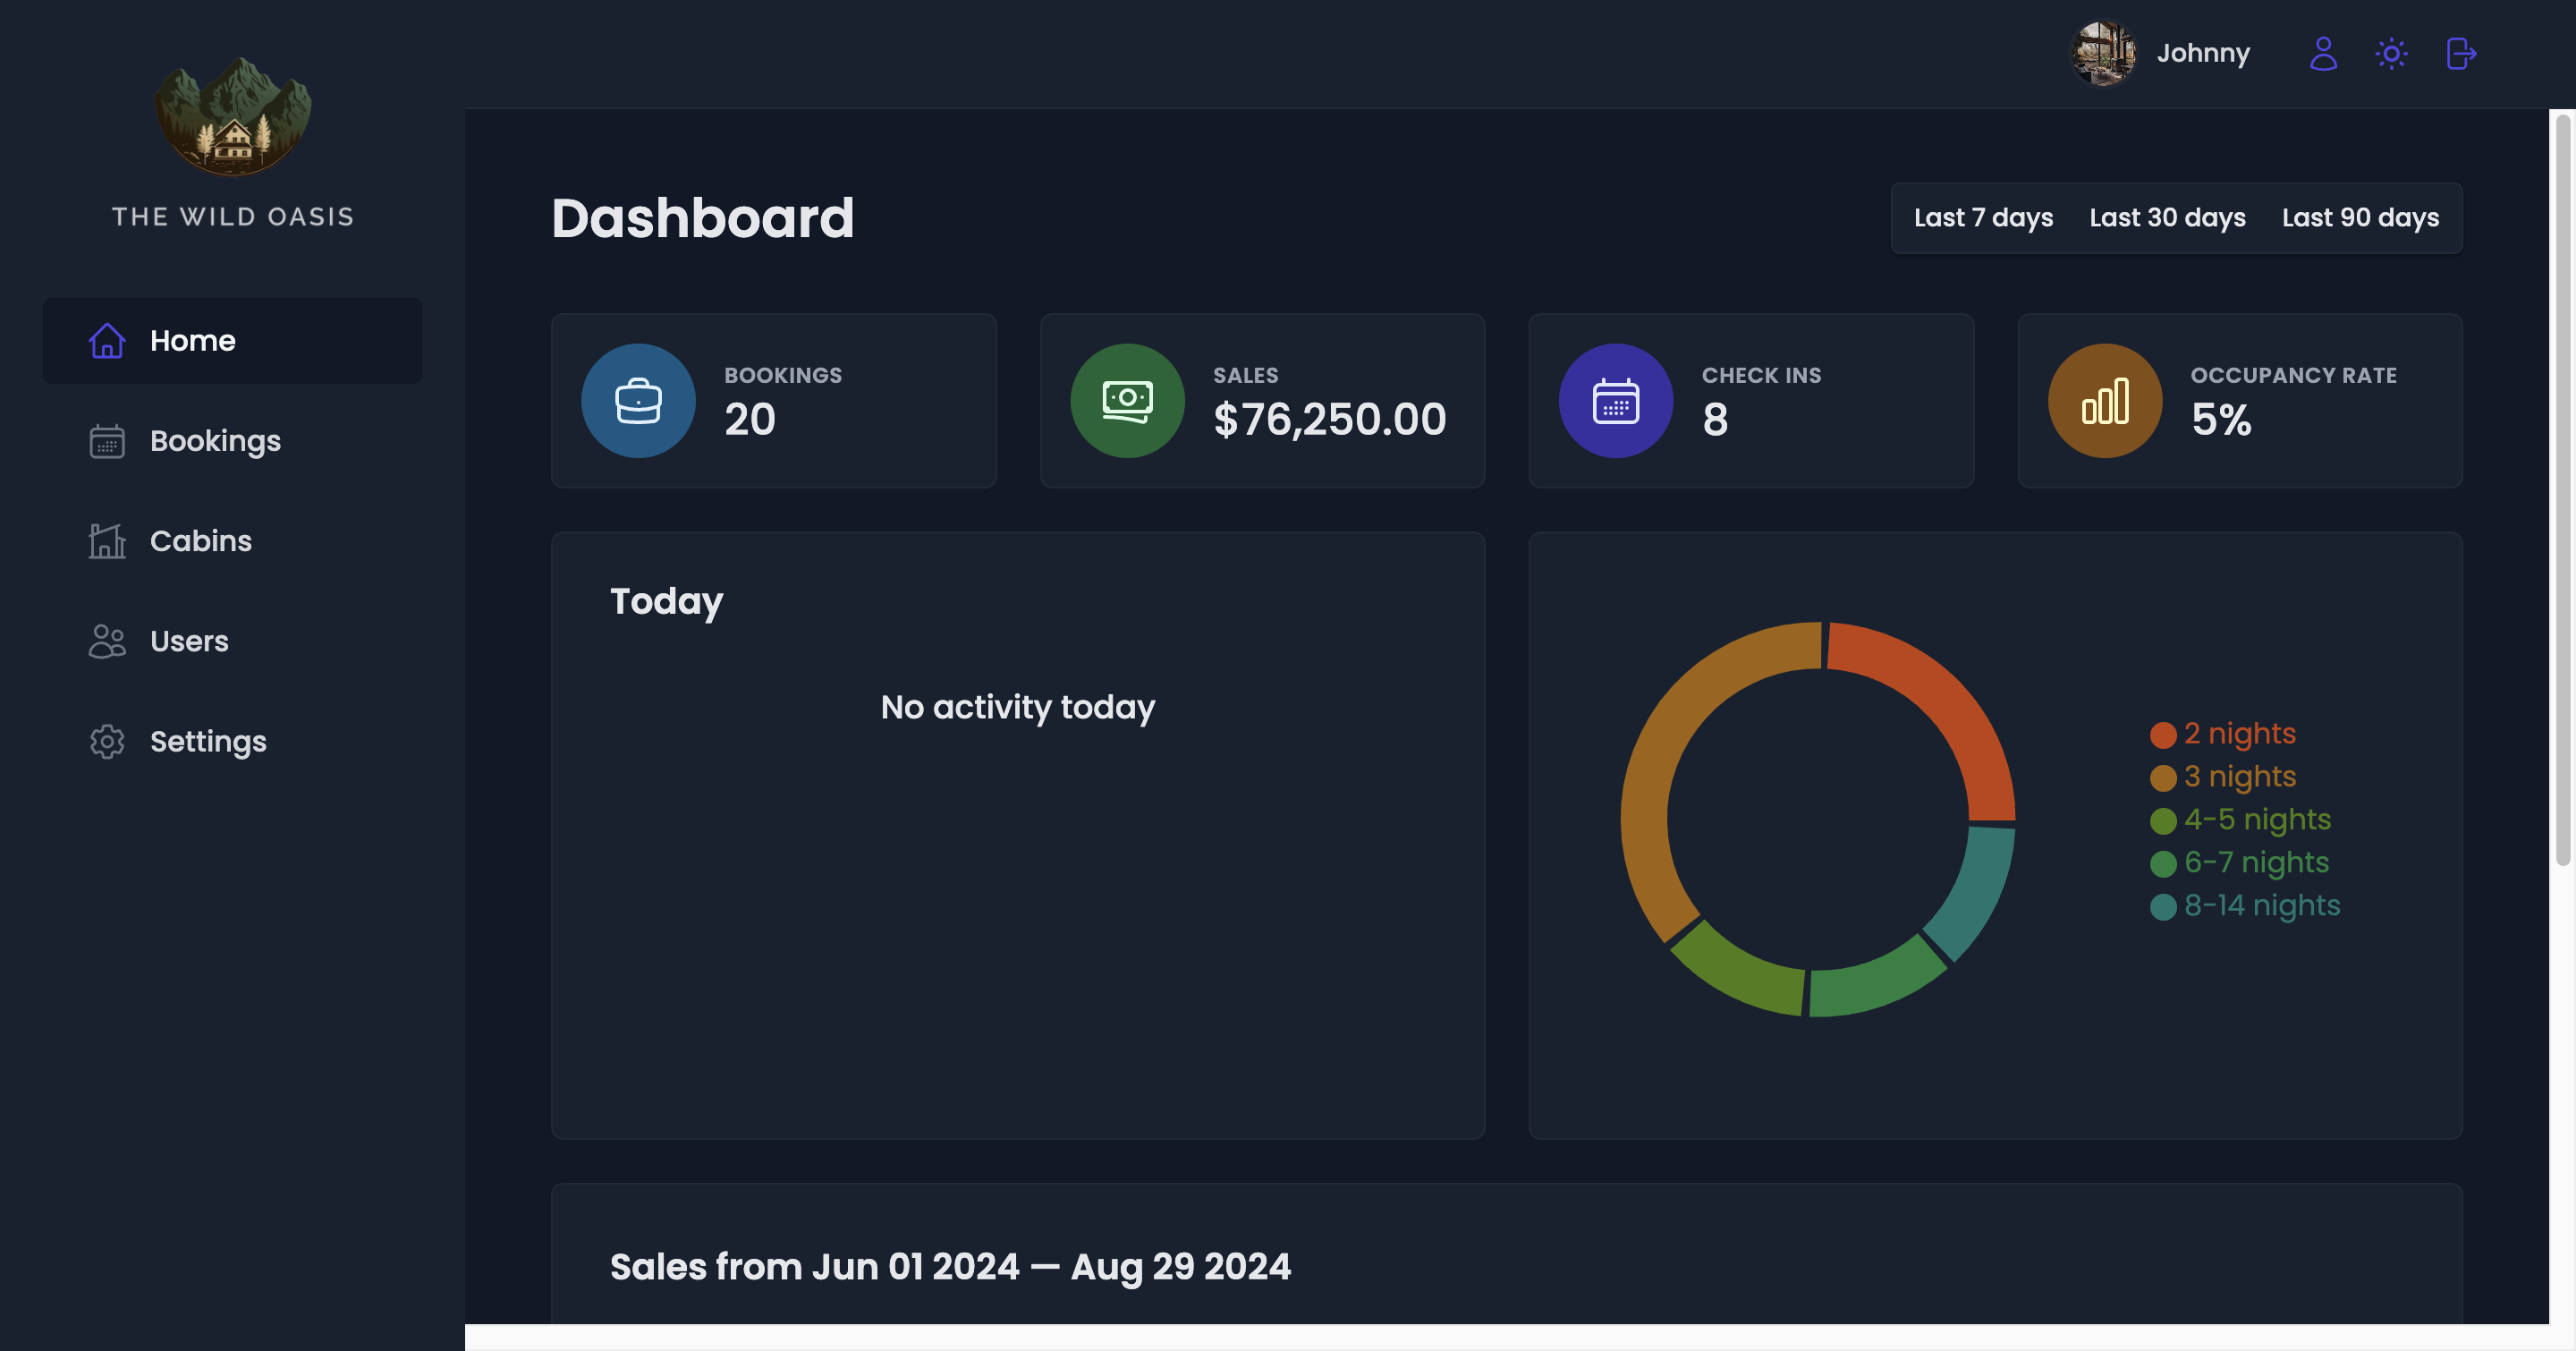 THE WILD OASIS
Home
Bookings
Cabins
Users
Settings
Johnny
Dashboard
Last 7 days Last 30 days Last 90 days
BOOKINGS
20
SALES
$76,250.00
CHECK INS
8
OCCUPANCY RATE
5%
Today
No activity today
2 nights
3 nights
4-5 nights
6-7 nights
8-14 nights
Sales from Jun 01 2024 — Aug 29 2024